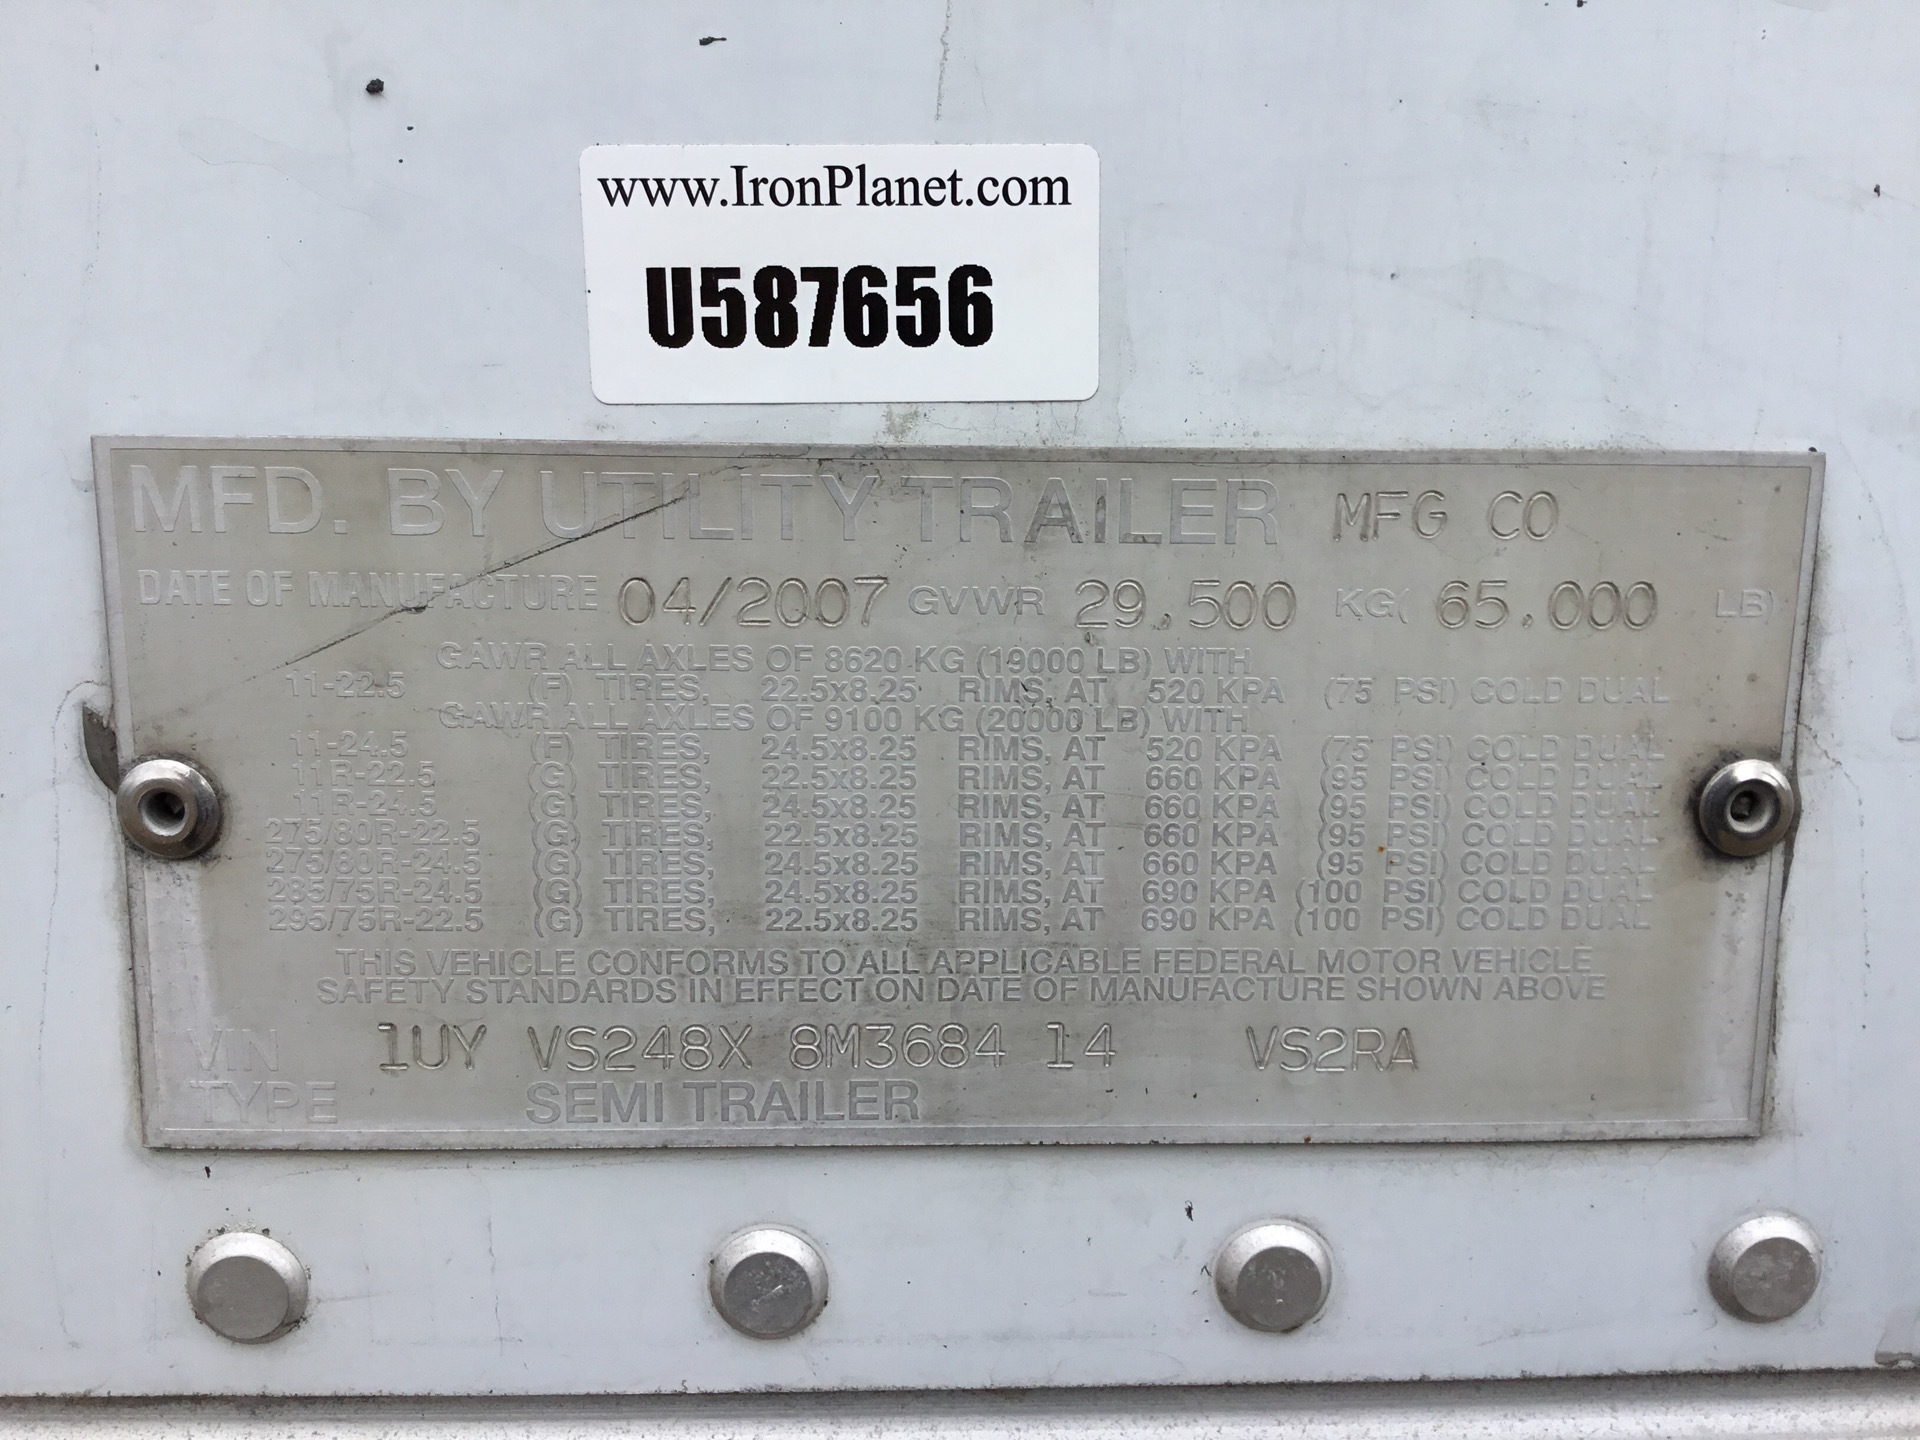 www.IronPlanet.com
U587656
MFD. BY UTILITY TRAILER MFG CO
DATE OF MANUFACTURE 04/2007 GVWR 29.500 KG( 65.000 LB)
GAWR ALL AXLES OF 8620 KG (19000 LB) WITH
11-22.5 (F) TIRES, 22.5x8.25 RIMS, AT 520 KPA (75 PSI) COLD DUAL
GAWR ALL AXLES OF 9100 KG (20000 LB) WITH
11-24.5 (F) TIRES, 24.5x8.25 RIMS, AT 520 KPA (75 PSI) COLD DUAL
11R-22.5 (G) TIRES, 22.5x8.25 RIMS, AT 660 KPA (95 PSI) COLD DUAL
11R-24.5 (G) TIRES, 24.5x8.25 RIMS, AT 660 KPA (95 PSI) COLD DUAL
275/80R-22.5 (G) TIRES, 22.5x8.25 RIMS, AT 660 KPA (95 PSI) COLD DUAL
275/80R-24.5 (G) TIRES, 24.5x8.25 RIMS, AT 660 KPA (95 PSI) COLD DUAL
285/75R-24.5 (G) TIRES, 24.5x8.25 RIMS, AT 690 KPA (100 PSI) COLD DUAL
295/75R-22.5 (G) TIRES, 22.5x8.25 RIMS, AT 690 KPA (100 PSI) COLD DUAL
THIS VEHICLE CONFORMS TO ALL APPLICABLE FEDERAL MOTOR VEHICLE
SAFETY STANDARDS IN EFFECT ON DATE OF MANUFACTURE SHOWN ABOVE
VIN 1UY VS248X 8M3684 14 VS2RA
TYPE SEMI TRAILER